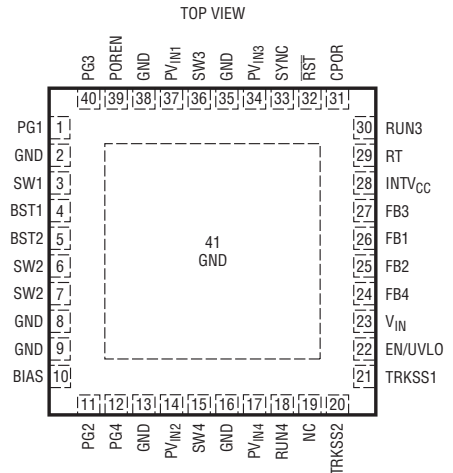 TOP VIEW
PG3 POREN GND PVIN1 SW3 GND PVIN3 SYNC R̅S̅T̅ CPOR
40 39 38 37 36 35 34 33 32 31
PG1 1 30 RUN3
GND 2 29 RT
SW1 3 28 INTVCC
BST1 4 27 FB3
BST2 5 26 FB1
SW2 6 25 FB2
SW2 7 24 FB4
GND 8 23 VIN
GND 9 22 EN/UVLO
BIAS 10 21 TRKSS1
41
GND
11 12 13 14 15 16 17 18 19 20
PG2 PG4 GND PVIN2 SW4 GND PVIN4 RUN4 NC TRKSS2